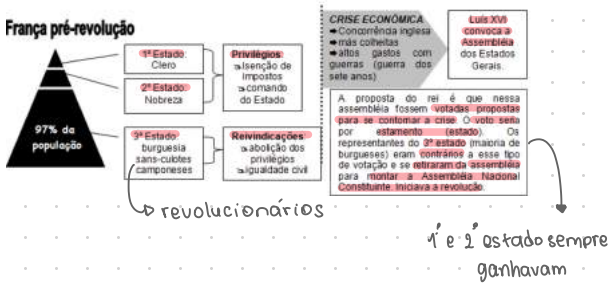 França pré-revolução
97% da
população
1º Estado:
Clero
2º Estado:
Nobreza
3º Estado:
burguesia
sans-culotes
camponeses
Privilégios
Isenção de
Impostos
comando
do Estado
Reivindicações:
abolição dos
privilégios
igualdade civil
revolucionários
CRISE ECONÔMICA
Concorrência inglesa
más colheitas
altos gastos com
guerras (guerra dos
sete anos)
Luís XVI
convoca a
Assembléia
dos Estados
Gerais.
A proposta do rei é que nessa
assembléia fossem votadas propostas
para se contornar a crise. O voto seria
por estamento (estado). Os
representantes do 3º estado (maioria de
burgueses) eram contrários a esse tipo
de votação e se retiraram da assembléia
para montar a Assembléia Nacional
Constituinte. Iniciava a revolução.
1º e 2º estado sempre
ganhavam